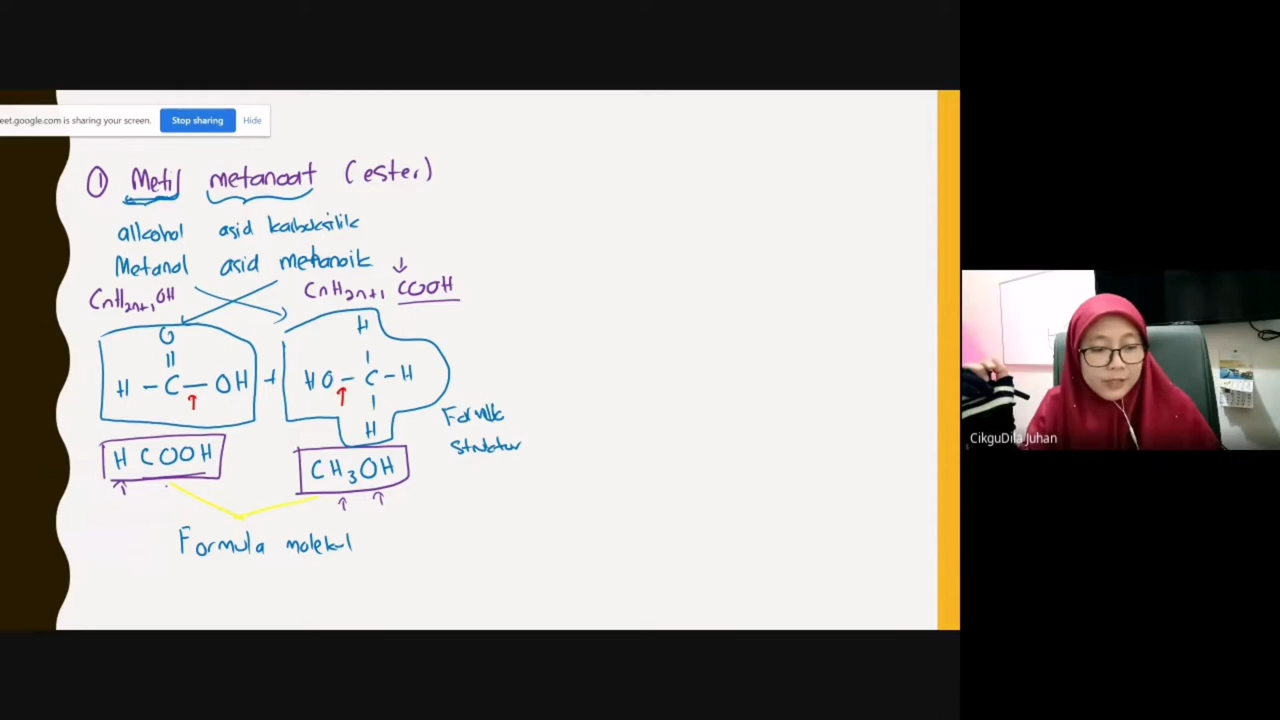 eet.google.com is sharing your screen. Stop sharing Hide
① Metil metanoat (ester)
alkohol asid karboksilik
Metanol asid metanoik
CnH2n+1OH CnH2n+1 COOH
O H
||
H - C - OH + HO - C - H
H
Formula
Struktur
H C O O H CH3OH
Formula molekul
CikguDila Juhan